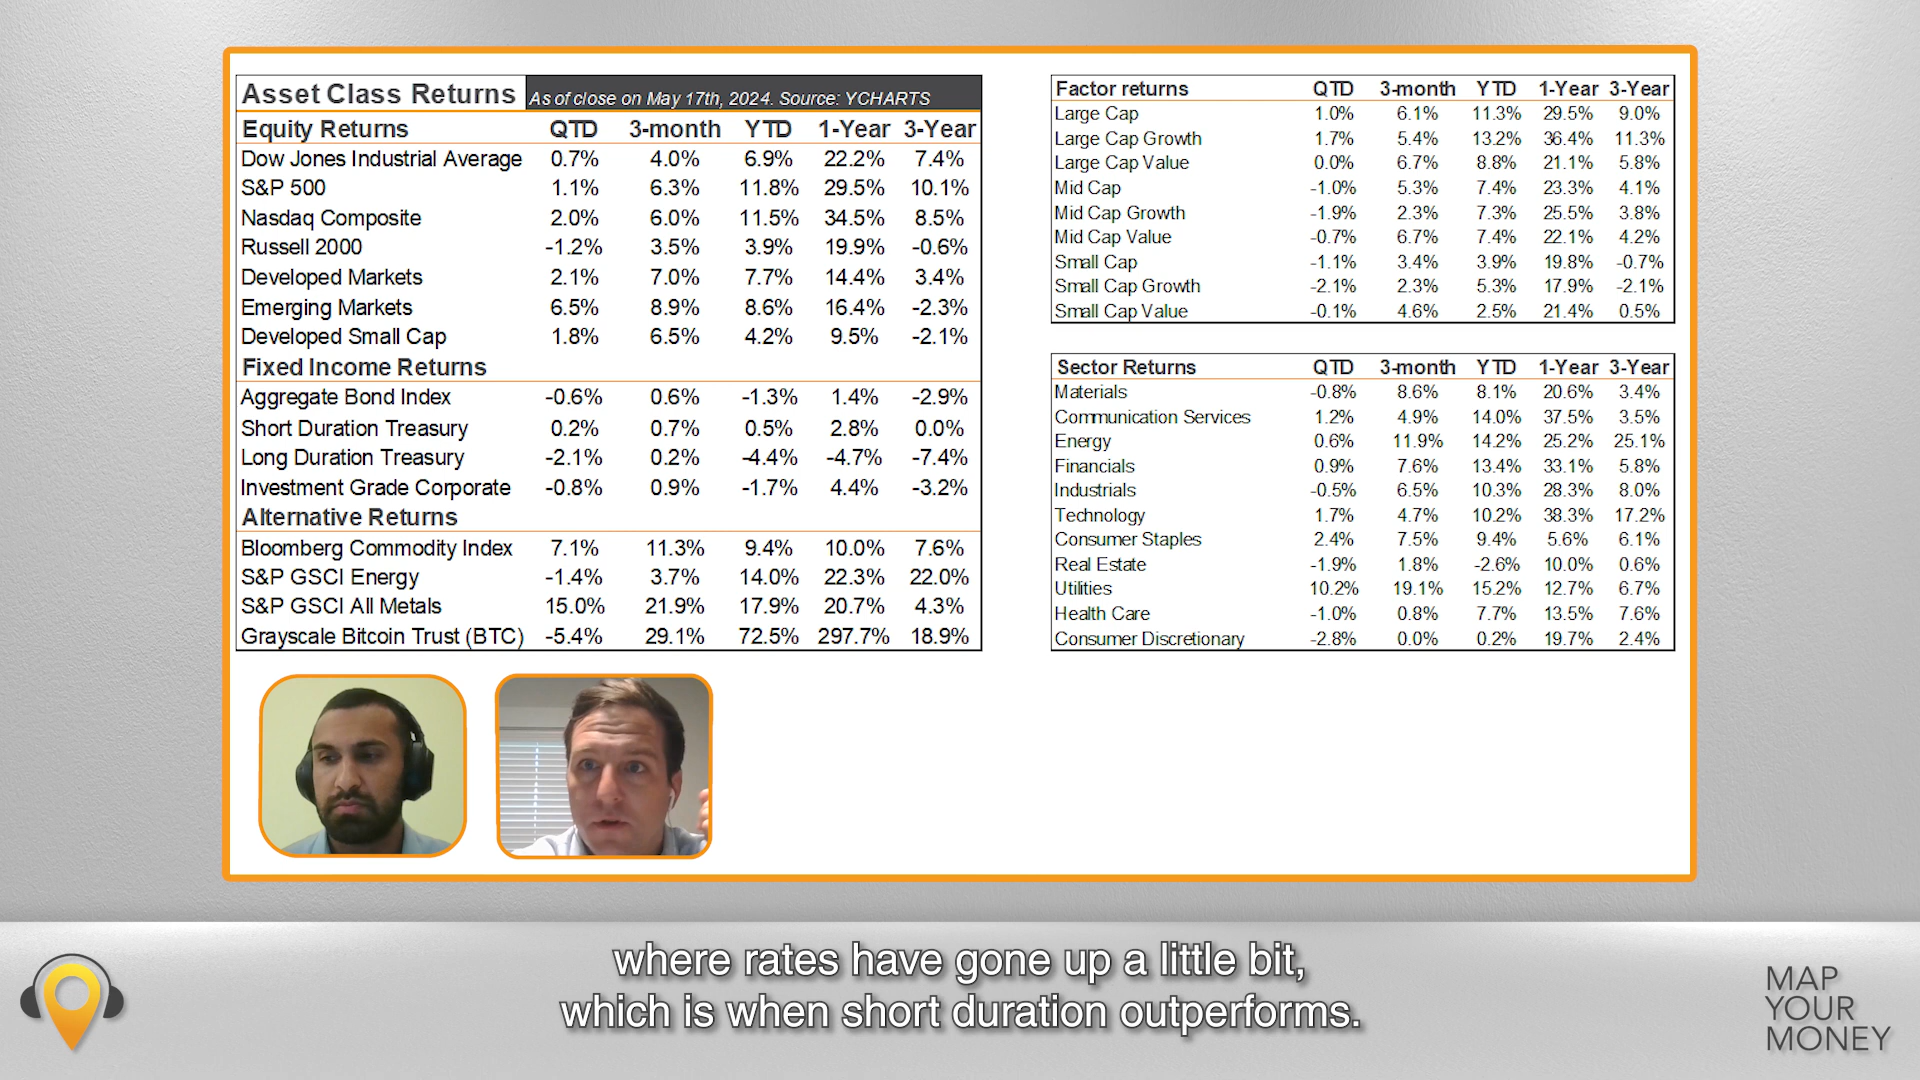 Asset Class Returns As of close on May 17th, 2024. Source: YCHARTS
Equity Returns QTD 3-month YTD 1-Year 3-Year
Dow Jones Industrial Average 0.7% 4.0% 6.9% 22.2% 7.4%
S&P 500 1.1% 6.3% 11.8% 29.5% 10.1%
Nasdaq Composite 2.0% 6.0% 11.5% 34.5% 8.5%
Russell 2000 -1.2% 3.5% 3.9% 19.9% -0.6%
Developed Markets 2.1% 7.0% 7.7% 14.4% 3.4%
Emerging Markets 6.5% 8.9% 8.6% 16.4% -2.3%
Developed Small Cap 1.8% 6.5% 4.2% 9.5% -2.1%
Fixed Income Returns
Aggregate Bond Index -0.6% 0.6% -1.3% 1.4% -2.9%
Short Duration Treasury 0.2% 0.7% 0.5% 2.8% 0.0%
Long Duration Treasury -2.1% 0.2% -4.4% -4.7% -7.4%
Investment Grade Corporate -0.8% 0.9% -1.7% 4.4% -3.2%
Alternative Returns
Bloomberg Commodity Index 7.1% 11.3% 9.4% 10.0% 7.6%
S&P GSCI Energy -1.4% 3.7% 14.0% 22.3% 22.0%
S&P GSCI All Metals 15.0% 21.9% 17.9% 20.7% 4.3%
Grayscale Bitcoin Trust (BTC) -5.4% 29.1% 72.5% 297.7% 18.9%
Factor returns QTD 3-month YTD 1-Year 3-Year
Large Cap 1.0% 6.1% 11.3% 29.5% 9.0%
Large Cap Growth 1.7% 5.4% 13.2% 36.4% 11.3%
Large Cap Value 0.0% 6.7% 8.8% 21.1% 5.8%
Mid Cap -1.0% 5.3% 7.4% 23.3% 4.1%
Mid Cap Growth -1.9% 2.3% 7.3% 25.5% 3.8%
Mid Cap Value -0.7% 6.7% 7.4% 22.1% 4.2%
Small Cap -1.1% 3.4% 3.9% 19.8% -0.7%
Small Cap Growth -2.1% 2.3% 5.3% 17.9% -2.1%
Small Cap Value -0.1% 4.6% 2.5% 21.4% 0.5%
Sector Returns QTD 3-month YTD 1-Year 3-Year
Materials -0.8% 8.6% 8.1% 20.6% 3.4%
Communication Services 1.2% 4.9% 14.0% 37.5% 3.5%
Energy 0.6% 11.9% 14.2% 25.2% 25.1%
Financials 0.9% 7.6% 13.4% 33.1% 5.8%
Industrials -0.5% 6.5% 10.3% 28.3% 8.0%
Technology 1.7% 4.7% 10.2% 38.3% 17.2%
Consumer Staples 2.4% 7.5% 9.4% 5.6% 6.1%
Real Estate -1.9% 1.8% -2.6% 10.0% 0.6%
Utilities 10.2% 19.1% 15.2% 12.7% 6.7%
Health Care -1.0% 0.8% 7.7% 13.5% 7.6%
Consumer Discretionary -2.8% 0.0% 0.2% 19.7% 2.4%
where rates have gone up a little bit,
which is when short duration outperforms.
MAP
YOUR
MONEY